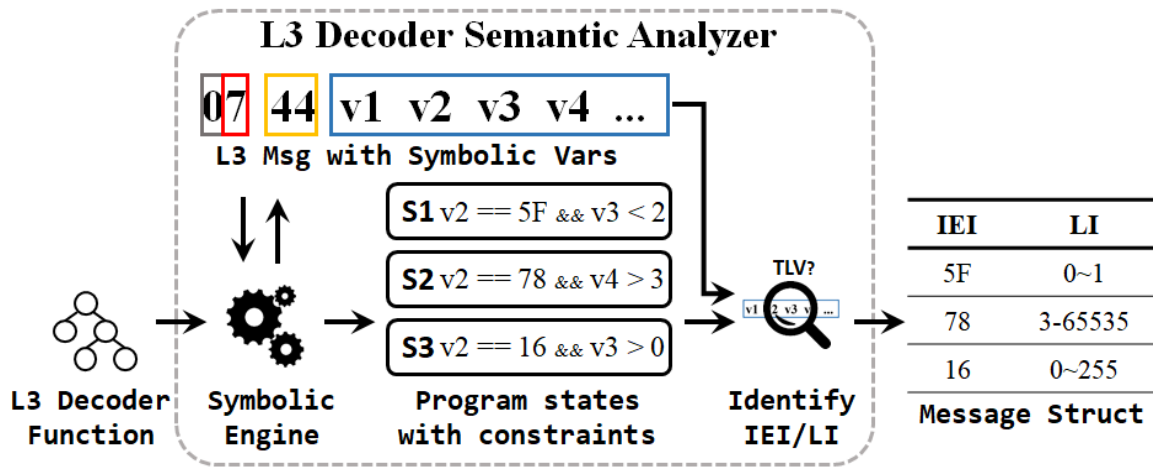 L3 Decoder Semantic Analyzer
07 44 v1 v2 v3 v4 ...
L3 Msg with Symbolic Vars
S1 v2 == 5F && v3 < 2
S2 v2 == 78 && v4 > 3
S3 v2 == 16 && v3 > 0
TLV?
v1 2 v3 v ...
L3 Decoder
Function
Symbolic
Engine
Program states
with constraints
Identify
IEI/LI
IEI LI
5F 0~1
78 3-65535
16 0~255
Message Struct